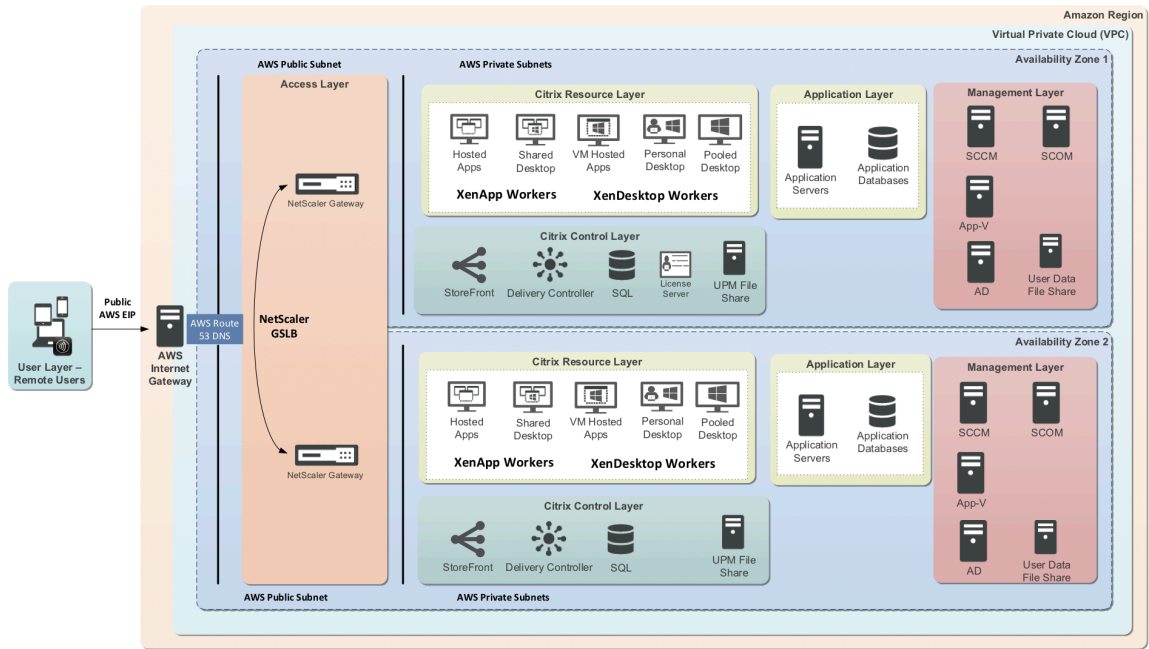 Amazon Region
Virtual Private Cloud (VPC)
Availability Zone 1
AWS Public Subnet
AWS Private Subnets
Access Layer
Citrix Resource Layer
Application Layer
Management Layer
Hosted
Apps
Shared
Desktop
VM Hosted
Apps
Personal
Desktop
Pooled
Desktop
XenApp Workers
XenDesktop Workers
Application
Servers
Application
Databases
SCCM
SCOM
App-V
AD
User Data
File Share
NetScaler Gateway
Citrix Control Layer
StoreFront
Delivery Controller
SQL
License
Server
UPM File
Share
Public
AWS EIP
User Layer –
Remote Users
AWS
Internet
Gateway
AWS Route
53 DNS
NetScaler
GSLB
Availability Zone 2
Citrix Resource Layer
Application Layer
Management Layer
Hosted
Apps
Shared
Desktop
VM Hosted
Apps
Personal
Desktop
Pooled
Desktop
XenApp Workers
XenDesktop Workers
Application
Servers
Application
Databases
SCCM
SCOM
App-V
AD
User Data
File Share
NetScaler Gateway
Citrix Control Layer
StoreFront
Delivery Controller
SQL
UPM File
Share
AWS Public Subnet
AWS Private Subnets